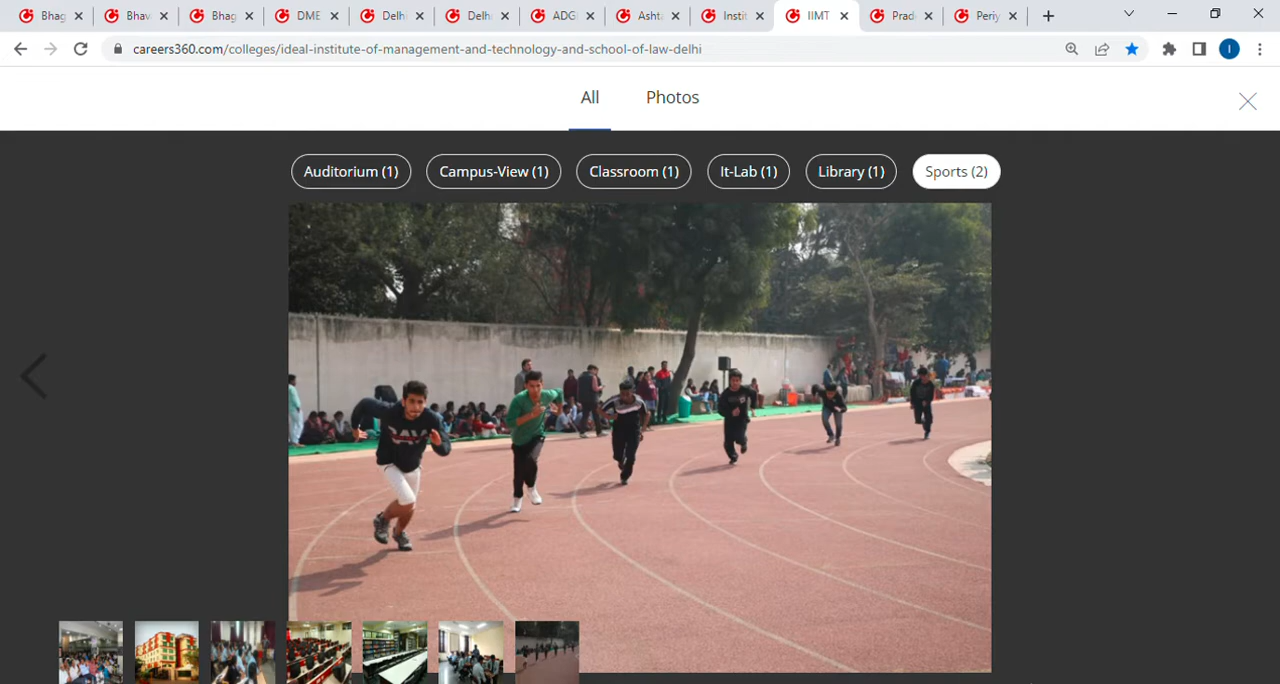 Bhag Bhav Bhag DME Delh Delh ADG Asht Instit IIMT Prad Periy
careers360.com/colleges/ideal-institute-of-management-and-technology-and-school-of-law-delhi
I
All Photos
Auditorium (1) Campus-View (1) Classroom (1) It-Lab (1) Library (1) Sports (2)